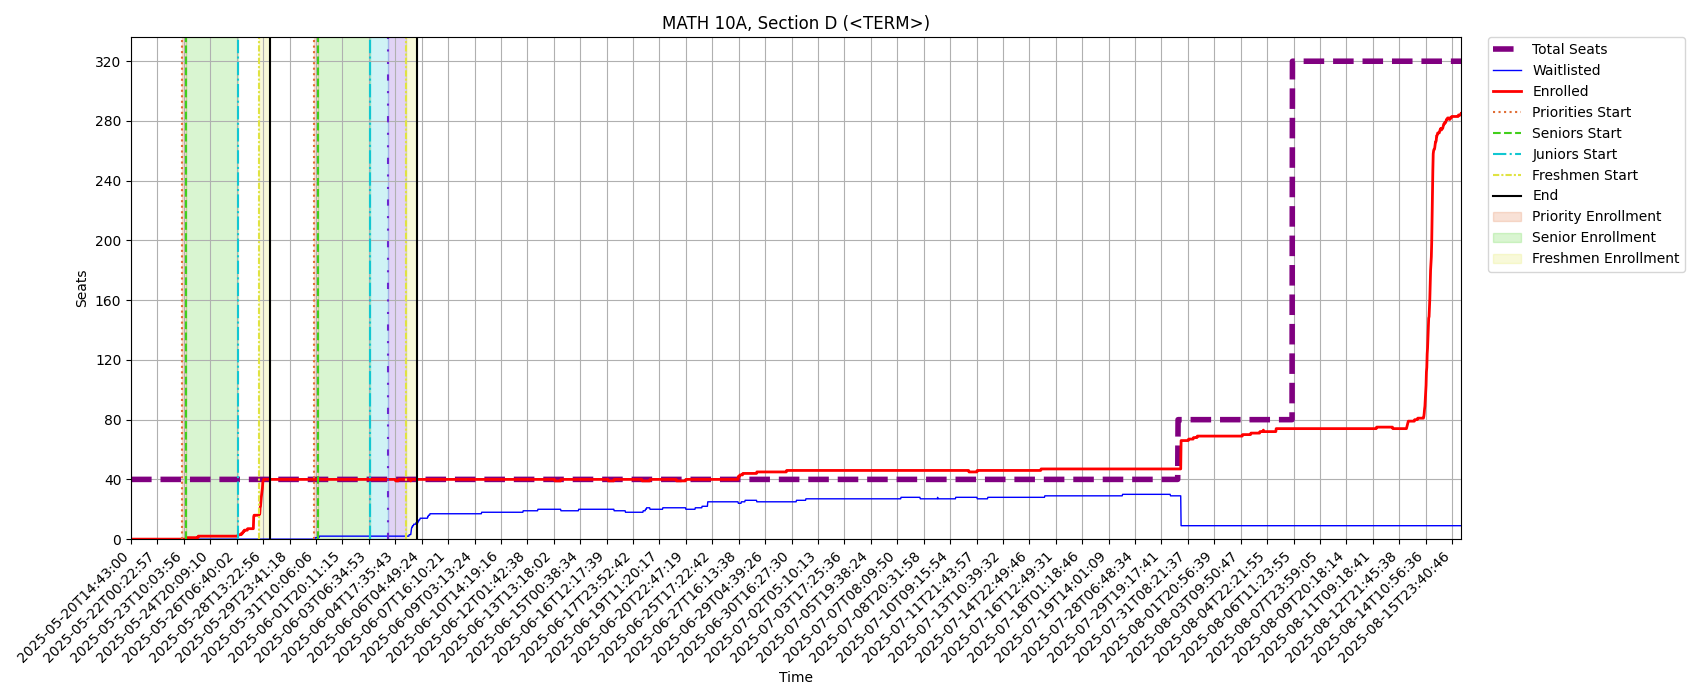 MATH 10A, Section D (<TERM>)
Seats
320
280
240
200
160
120
80
40
0
2025-05-20T14:43:00
2025-05-22T00:22:57
2025-05-23T10:03:56
2025-05-24T20:09:10
2025-05-26T06:40:02
2025-05-28T13:22:56
2025-05-29T23:41:18
2025-05-31T10:06:06
2025-06-01T20:11:15
2025-06-03T06:34:53
2025-06-04T17:35:43
2025-06-06T04:49:24
2025-06-07T16:10:21
2025-06-09T03:13:24
2025-06-10T14:19:16
2025-06-12T01:42:38
2025-06-13T13:18:02
2025-06-15T00:38:34
2025-06-16T12:17:39
2025-06-17T23:52:42
2025-06-19T11:20:17
2025-06-20T22:47:19
2025-06-25T17:22:42
2025-06-27T16:13:38
2025-06-29T04:39:26
2025-06-30T16:27:30
2025-07-02T05:10:13
2025-07-03T17:25:36
2025-07-05T19:38:24
2025-07-07T08:09:50
2025-07-08T20:31:58
2025-07-10T09:15:54
2025-07-11T21:43:57
2025-07-13T10:39:32
2025-07-14T22:49:46
2025-07-16T12:49:31
2025-07-18T01:18:46
2025-07-19T14:01:09
2025-07-28T06:48:34
2025-07-29T19:17:41
2025-07-31T08:21:37
2025-08-01T20:56:39
2025-08-03T09:50:47
2025-08-04T22:21:55
2025-08-06T11:23:55
2025-08-07T23:59:05
2025-08-09T20:18:14
2025-08-11T09:18:41
2025-08-12T21:45:38
2025-08-14T10:56:36
2025-08-15T23:40:46
Time
Total Seats
Waitlisted
Enrolled
Priorities Start
Seniors Start
Juniors Start
Freshmen Start
End
Priority Enrollment
Senior Enrollment
Freshmen Enrollment